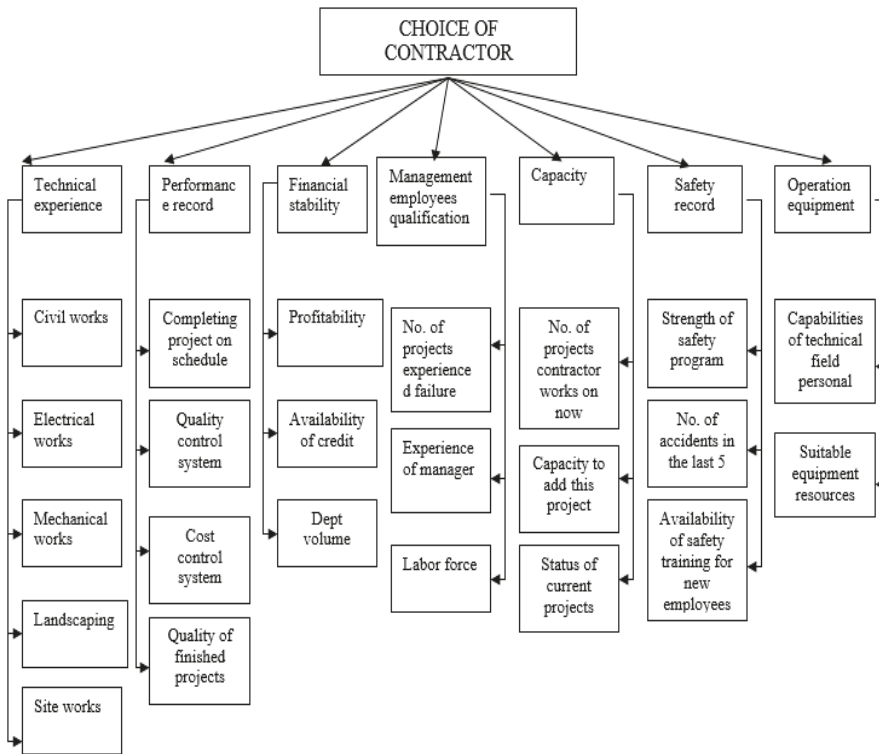 CHOICE OF
CONTRACTOR
Technical
experience
Performanc
e record
Financial
stability
Management
employees
qualification
Capacity
Safety
record
Operation
equipment
Civil works
Electrical
works
Mechanical
works
Landscaping
Site works
Completing
project on
schedule
Quality
control
system
Cost
control
system
Quality of
finished
projects
Profitability
Availability
of credit
Dept
volume
No. of
projects
experience
d failure
Experience
of manager
Labor force
No. of
projects
contractor
works on
now
Capacity to
add this
project
Status of
current
projects
Strength of
safety
program
No. of
accidents in
the last 5
Availability
of safety
training for
new
employees
Capabilities
of technical
field
personal
Suitable
equipment
resources